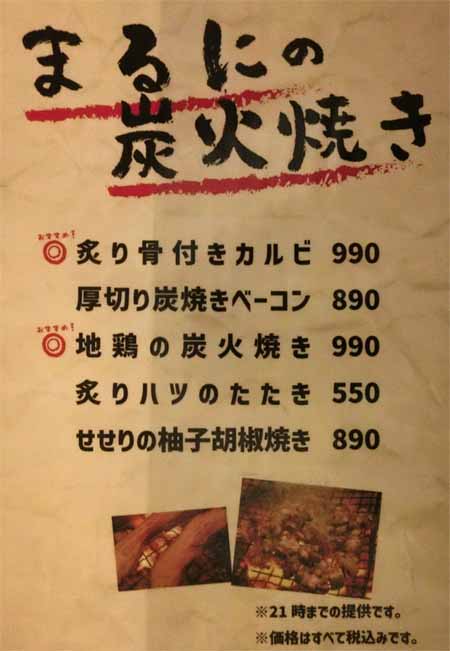 まるにの
炭火焼き
おすすめ!
◎ 炙り骨付きカルビ 990
厚切り炭焼きベーコン 890
おすすめ!
◎ 地鶏の炭火焼き 990
炙りハツのたたき 550
せせりの柚子胡椒焼き 890
※21時までの提供です。
※価格はすべて税込みです。